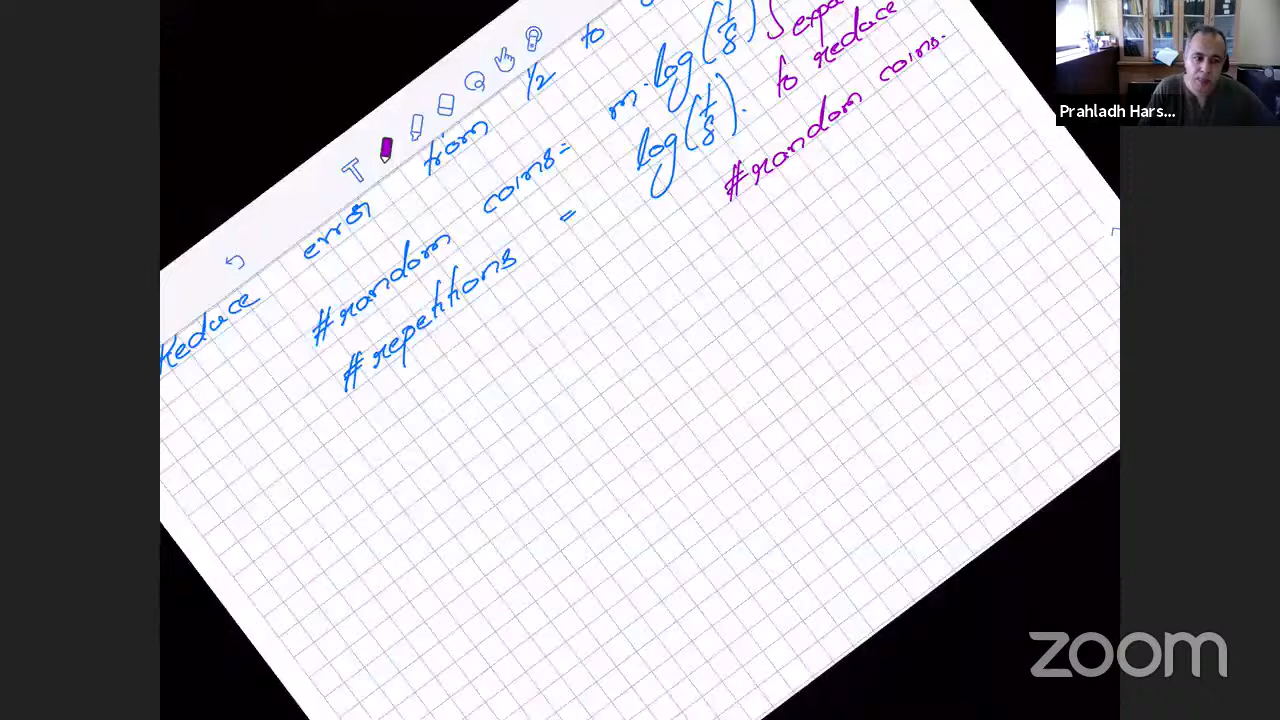 Reduce error from 1/2 to
#random coins = m. log(1/δ) } expa
#repetitions = log(1/δ). to reduce
#random coins.
Prahladh Hars...
zoom